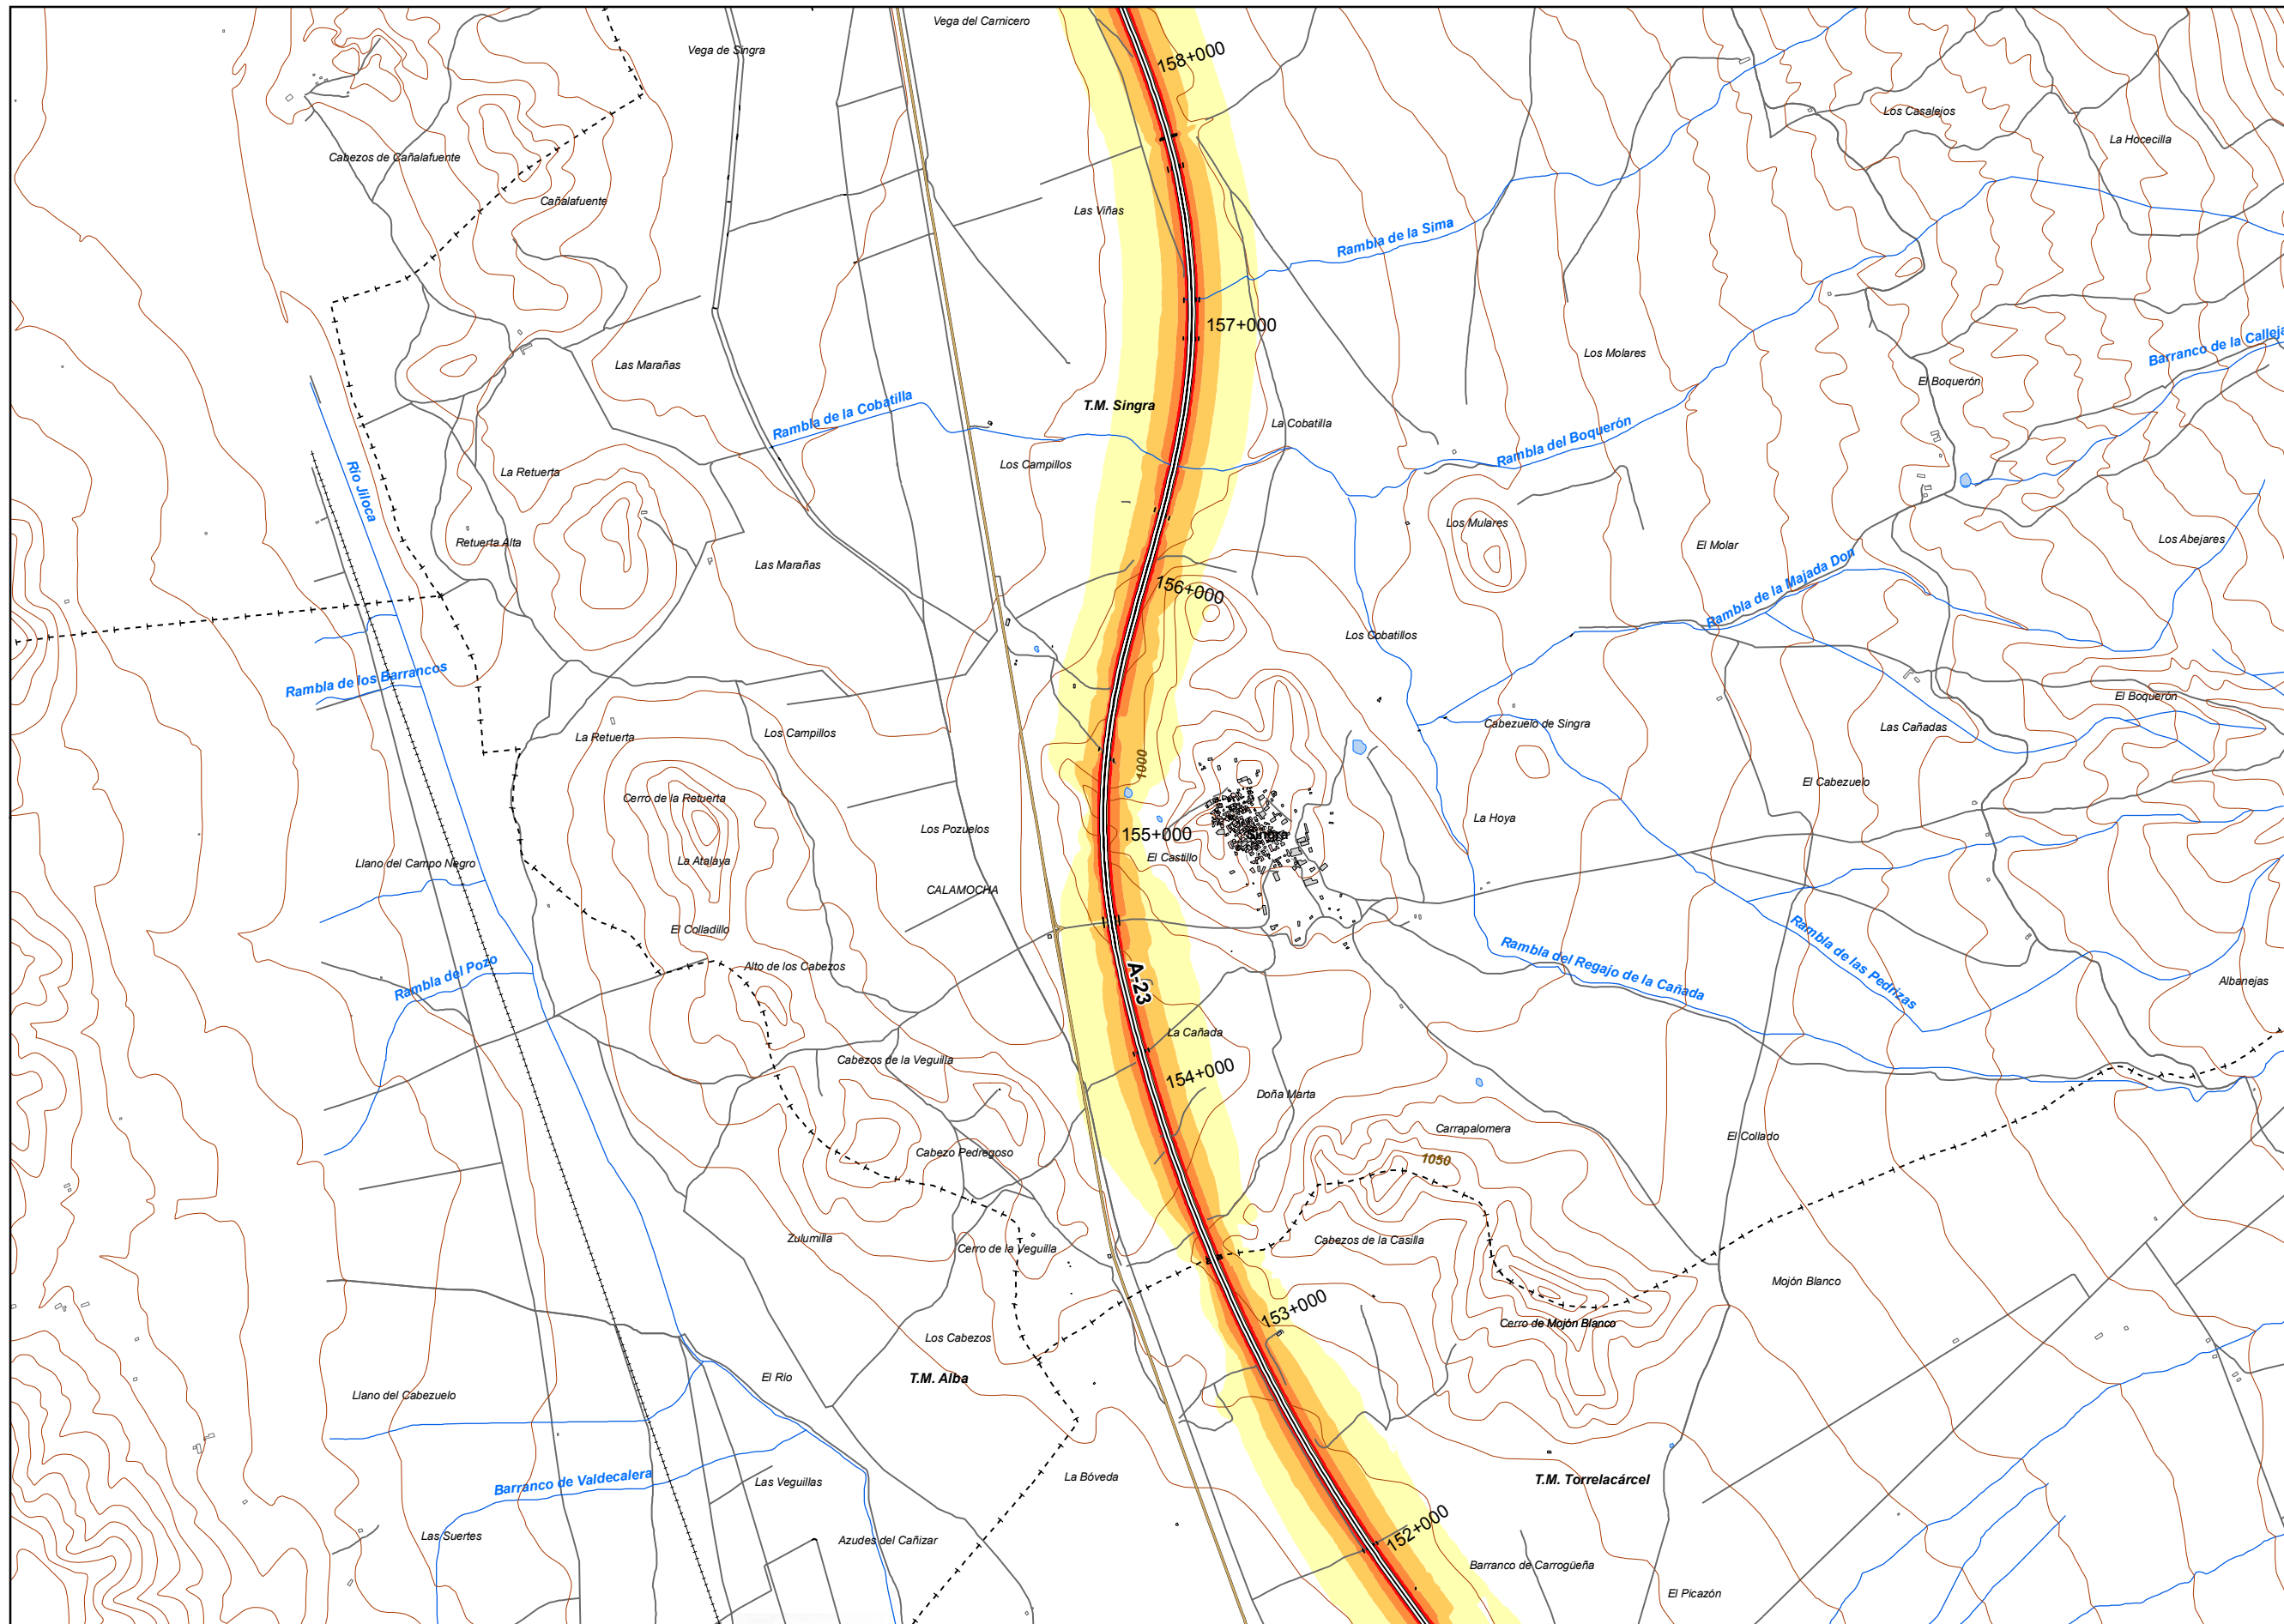 Vega del Carnicero
Vega de Singra
158+000
Los Casalejos
La Hocecilla
Cabezos de Cañalafuente
Cañalafuente
Las Viñas
Rambla de la Sima
157+000
Barranco de la Calleja
Los Molares
Las Marañas
El Boquerón
Rambla de la Cobatilla
T.M. Singra
La Cobatilla
Rambla del Boquerón
Los Campillos
La Retuerta
Río Jiloca
Los Mulares
Retuerta Alta
El Molar
Los Abejares
Las Marañas
Rambla de la Majada Don
156+000
Los Cobatillos
Rambla de los Barrancos
El Boquerón
Cabezuelo de Singra
Las Cañadas
La Retuerta
Los Campillos
1000
El Cabezuelo
Cerro de la Retuerta
La Hoya
Los Pozuelos
155+000
Singra
El Castillo
La Atalaya
Llano del Campo Negro
CALAMOCHA
El Colladillo
Rambla de las Pedrizas
Rambla del Regajo de la Cañada
Alto de los Cabezos
Rambla del Pozo
A-23
Albanejas
La Cañada
Cabezos de la Veguilla
154+000
Doña Marta
Carrapalomera
El Collado
Cabezo Pedregoso
1050
Zulumilla
Cabezos de la Casilla
Cerro de la Veguilla
Mojón Blanco
153+000
Cerro de Mojón Blanco
Los Cabezos
El Río
T.M. Alba
Llano del Cabezuelo
La Bóveda
T.M. Torrelacárcel
Barranco de Valdecalera
Las Veguillas
152+000
Las Suertes
Azudes del Cañizar
Barranco de Carrogüeña
El Picazón